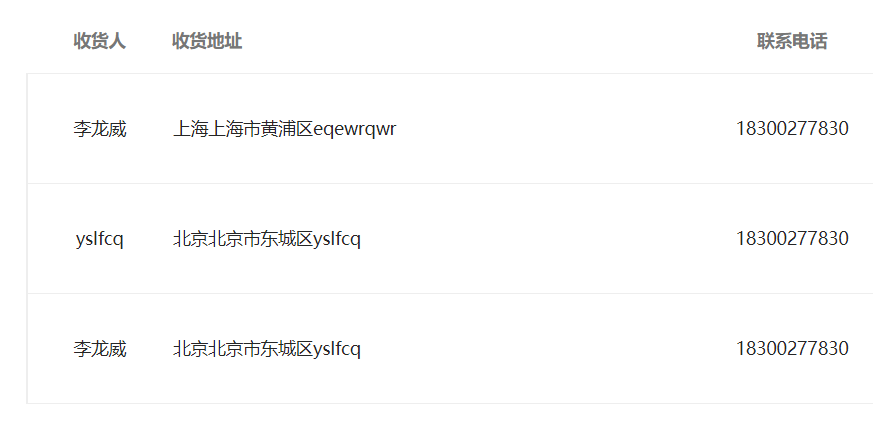 收货人 收货地址 联系电话
李龙威 上海上海市黄浦区eqewrqwr 18300277830
yslfcq 北京北京市东城区yslfcq 18300277830
李龙威 北京北京市东城区yslfcq 18300277830